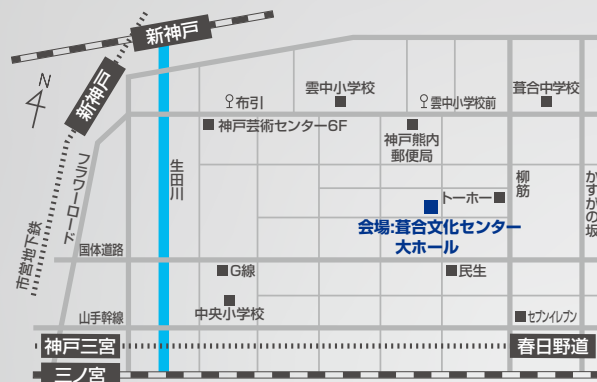 新神戸
N
新神戸
布引
雲中小学校
雲中小学校前
葺合中学校
神戸芸術センター6F
神戸熊内
郵便局
フラワーロード
生田川
トーホー
柳筋
かすがの坂
会場:葺合文化センター
大ホール
市営地下鉄
国体道路
G線
民生
中央小学校
山手幹線
セブンイレブン
神戸三宮
春日野道
三ノ宮